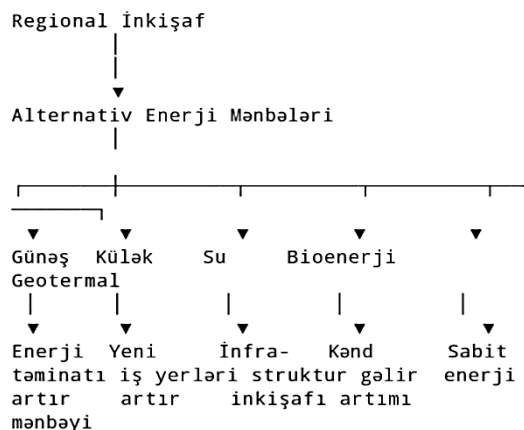 Regional İnkişaf
Alternativ Enerji Mənbələri
Günəş Külək Su Bioenerji
Geotermal
Enerji Yeni İnfra- Kənd Sabit
təminatı iş yerləri struktur gəlir enerji
artır artır inkişafı artımı
mənbəyi